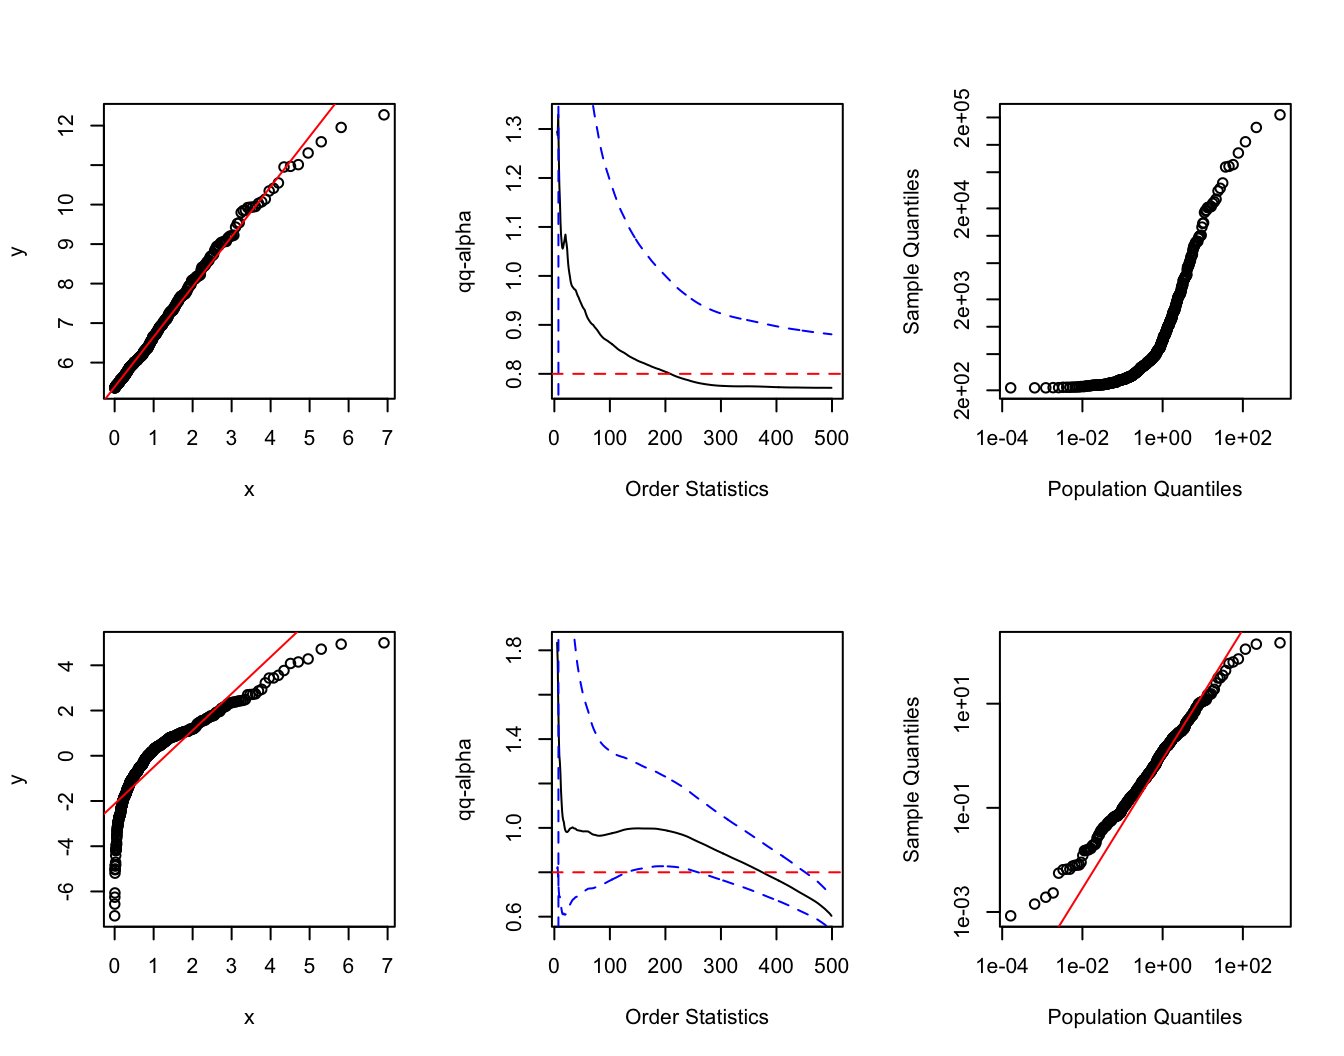 12
10
9
8
7
6
y
0 1 2 3 4 5 6 7
x
1.3
1.2
1.1
1.0
0.9
0.8
qq-alpha
0 100 200 300 400 500
Order Statistics
2e+05
2e+04
2e+03
2e+02
Sample Quantiles
1e-04 1e-02 1e+00 1e+02
Population Quantiles
4
2
0
-2
-4
-6
y
0 1 2 3 4 5 6 7
x
1.8
1.4
1.0
0.6
qq-alpha
0 100 200 300 400 500
Order Statistics
1e+01
1e-01
1e-03
Sample Quantiles
1e-04 1e-02 1e+00 1e+02
Population Quantiles